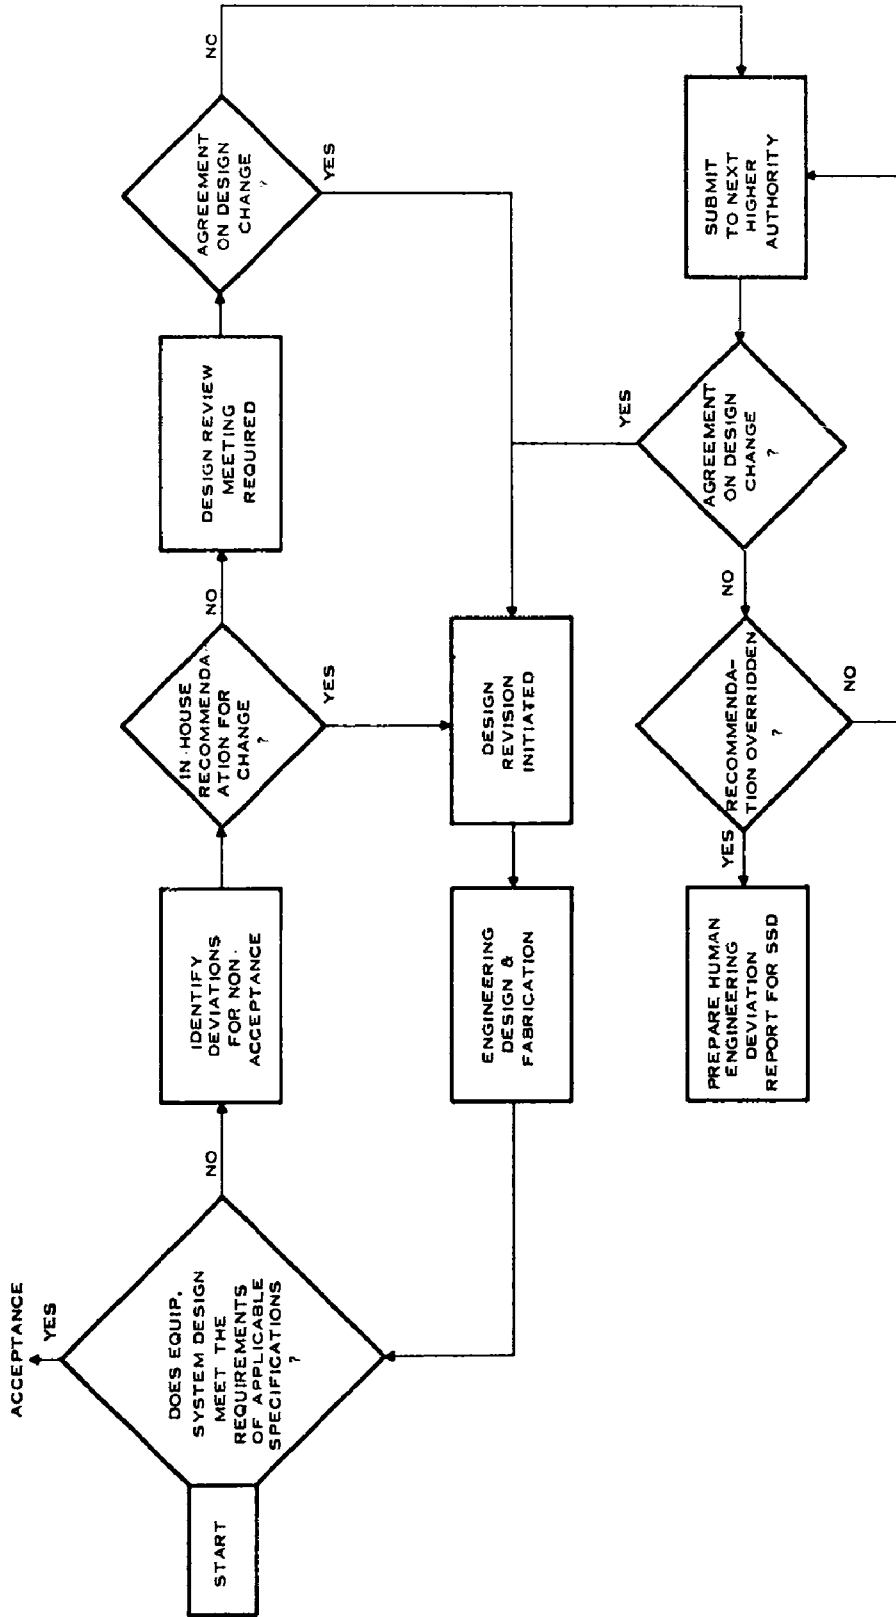 START
ACCEPTANCE
YES
DOES EQUIP.
SYSTEM DESIGN
MEET THE
REQUIREMENTS
OF APPLICABLE
SPECIFICATIONS
?
NO
IDENTIFY
DEVIATIONS
FOR NON-
ACCEPTANCE
IN-HOUSE
RECOMMENDA-
ATION FOR
CHANGE
?
NO
YES
DESIGN REVIEW
MEETING
REQUIRED
AGREEMENT
ON DESIGN
CHANGE
?
NO
YES
ENGINEERING
DESIGN &
FABRICATION
DESIGN
REVISION
INITIATED
PREPARE HUMAN
ENGINEERING
DEVIATION
REPORT FOR SSD
YES
RECOMMENDA-
TION OVERRIDDEN
?
NO
NO
AGREEMENT
ON DESIGN
CHANGE
?
YES
SUBMIT
TO NEXT
HIGHER
AUTHORITY